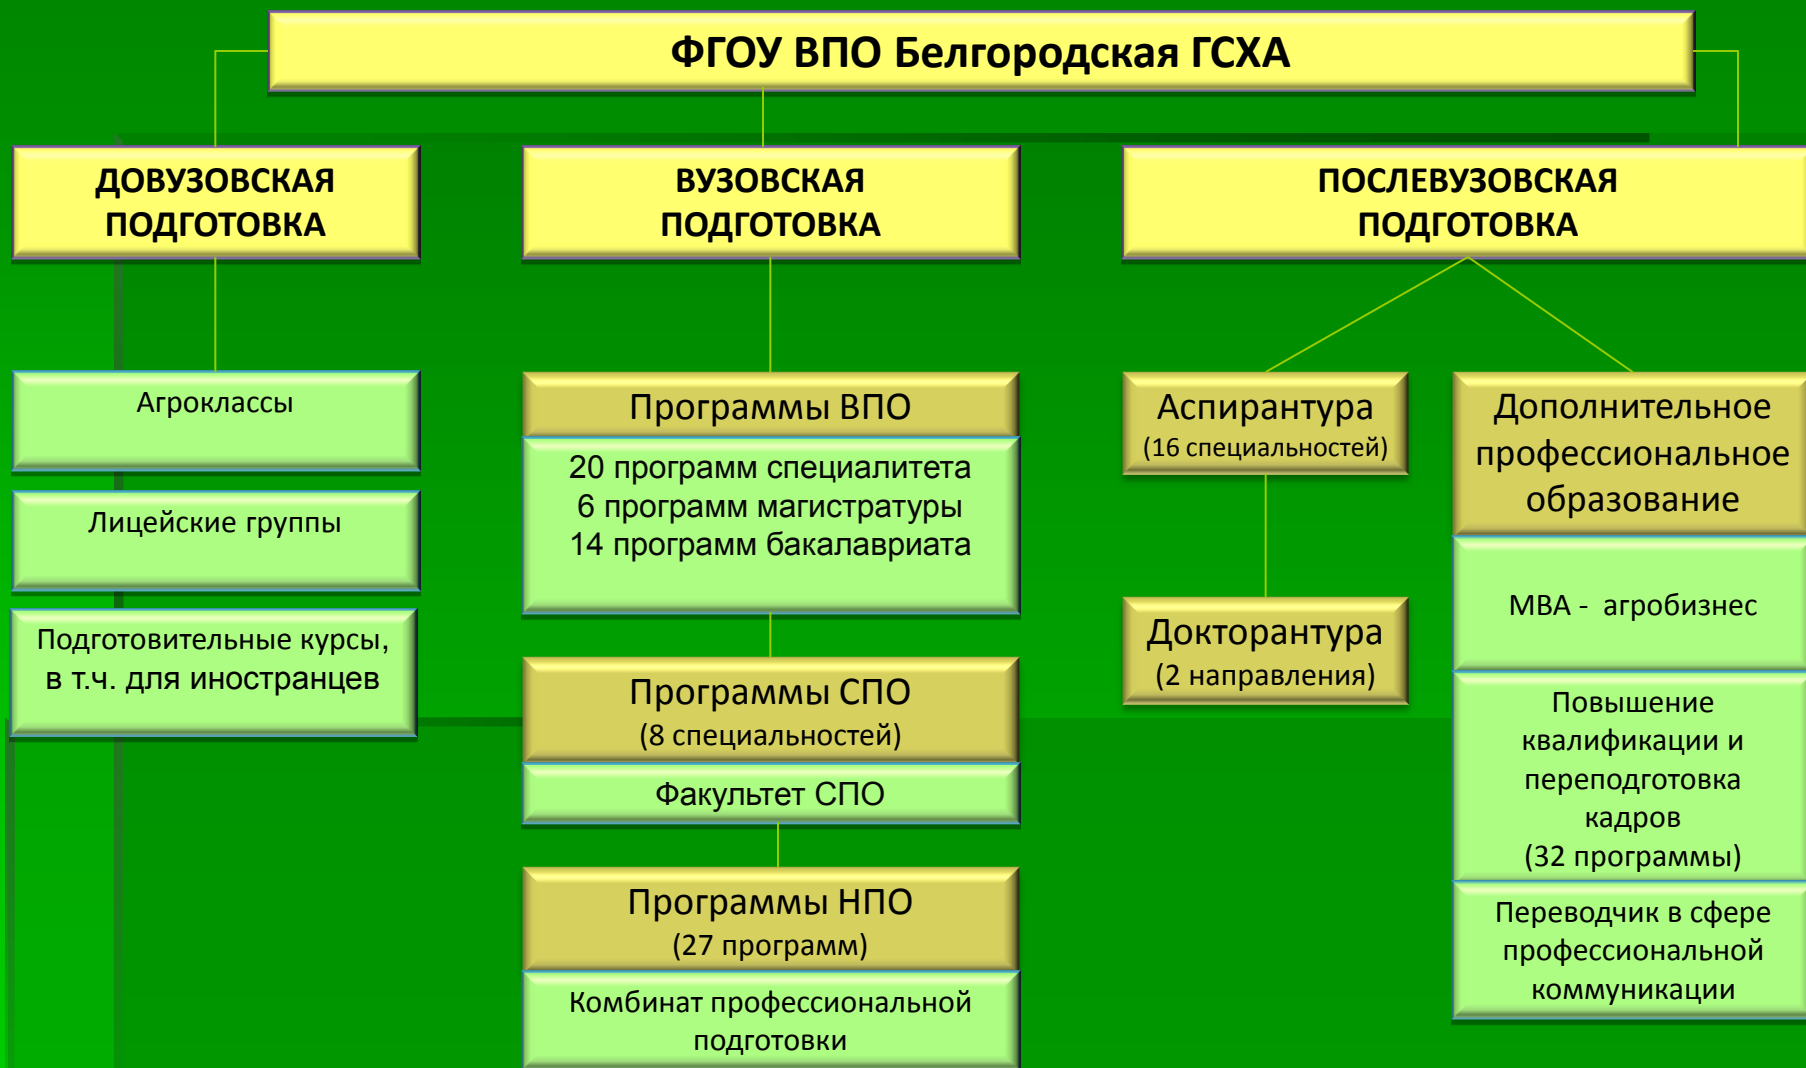 ФГОУ ВПО Белгородская ГСХА
ДОВУЗОВСКАЯ
ПОДГОТОВКА
Агроклассы
Лицейские группы
Подготовительные курсы,
в т.ч. для иностранцев
ВУЗОВСКАЯ
ПОДГОТОВКА
Программы ВПО
20 программ специалитета
6 программ магистратуры
14 программ бакалавриата
Программы СПО
(8 специальностей)
Факультет СПО
Программы НПО
(27 программ)
Комбинат профессиональной
подготовки
ПОСЛЕВУЗОВСКАЯ
ПОДГОТОВКА
Аспирантура
(16 специальностей)
Докторантура
(2 направления)
Дополнительное
профессиональное
образование
МВА - агробизнес
Повышение
квалификации и
переподготовка
кадров
(32 программы)
Переводчик в сфере
профессиональной
коммуникации